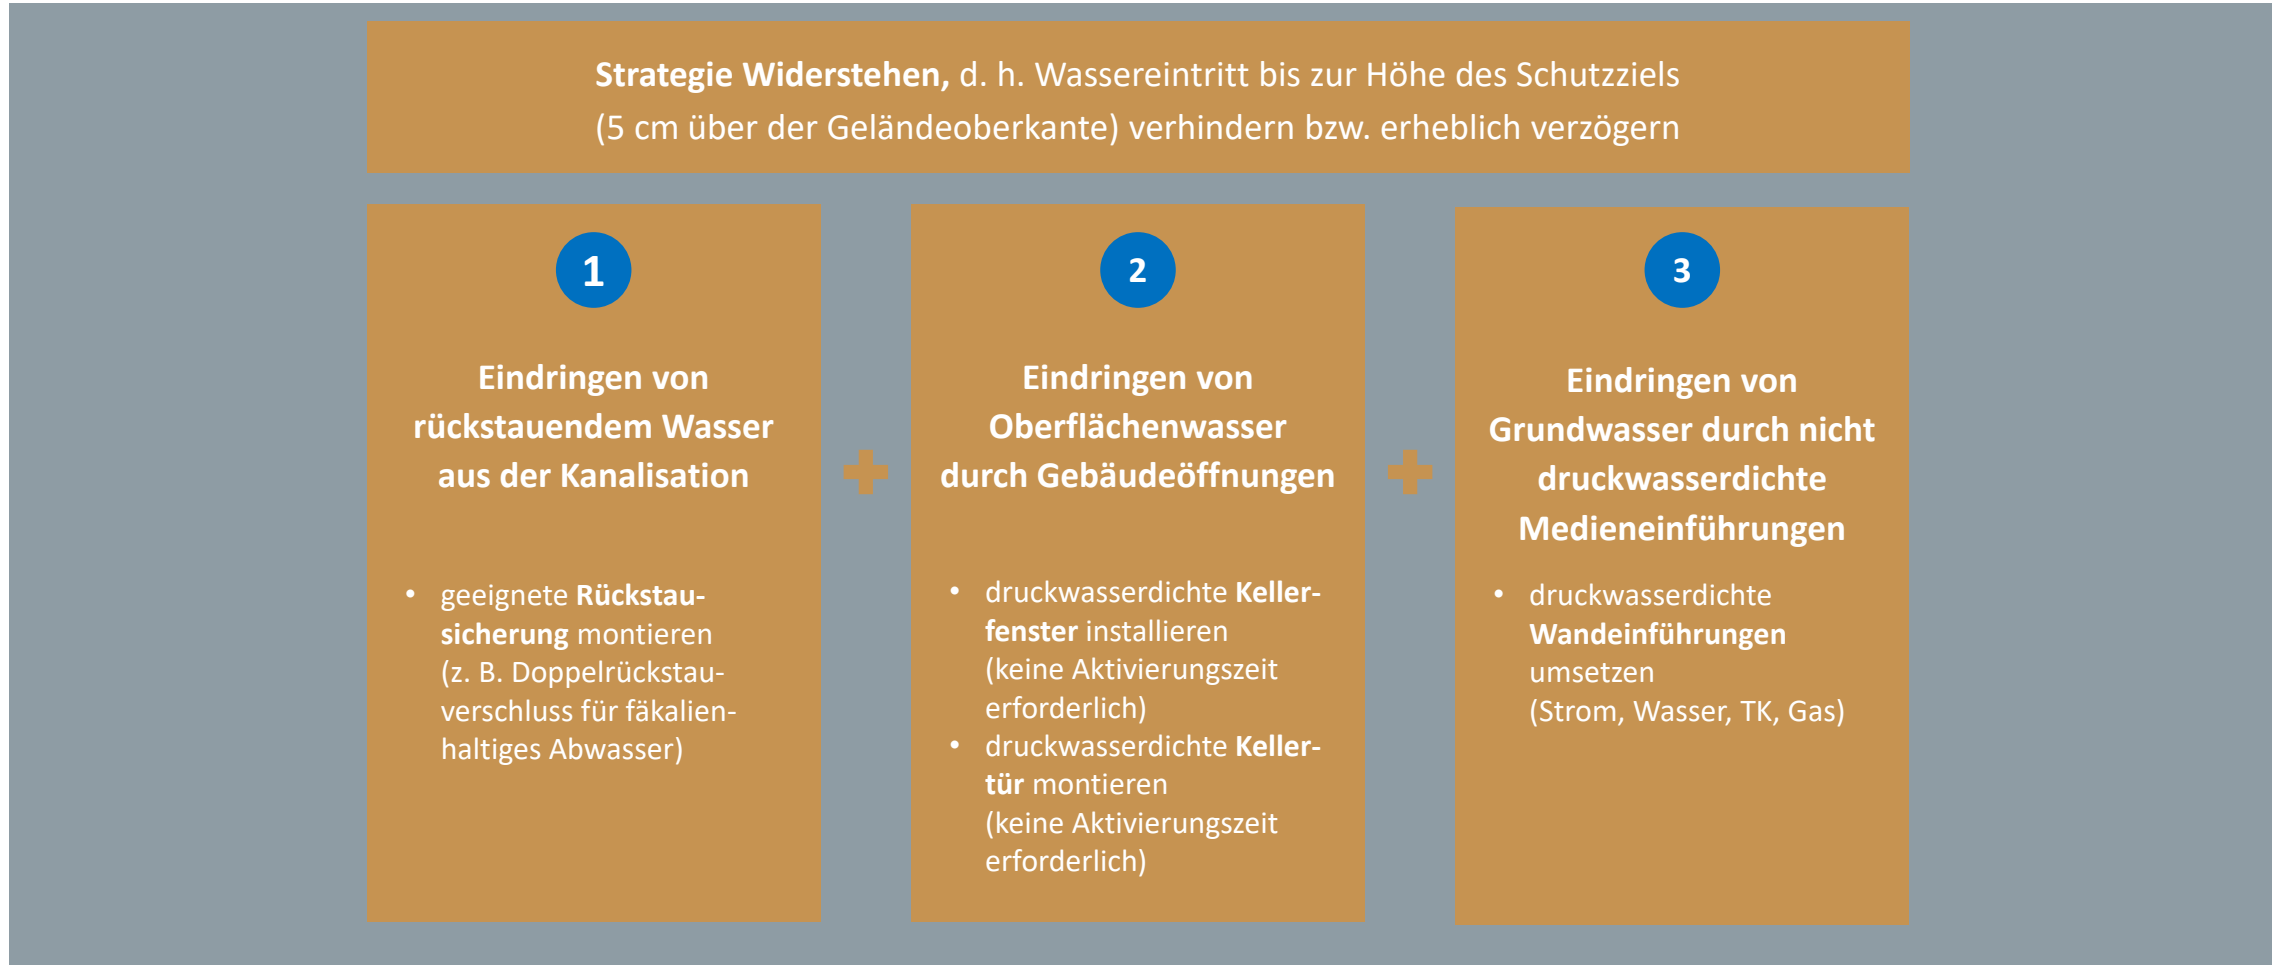 Strategie Widerstehen, d. h. Wassereintritt bis zur Höhe des Schutzziels
(5 cm über der Geländeoberkante) verhindern bzw. erheblich verzögern
1
Eindringen von
rückstauendem Wasser
aus der Kanalisation
• geeignete Rückstau-
sicherung montieren
(z. B. Doppelrückstau-
verschluss für fäkalien-
haltiges Abwasser)
2
Eindringen von
Oberflächenwasser
durch Gebäudeöffnungen
• druckwasserdichte Keller-
fenster installieren
(keine Aktivierungszeit
erforderlich)
• druckwasserdichte Keller-
tür montieren
(keine Aktivierungszeit
erforderlich)
3
Eindringen von
Grundwasser durch nicht
druckwasserdichte
Medieneinführungen
• druckwasserdichte
Wandeinführungen
umsetzen
(Strom, Wasser, TK, Gas)